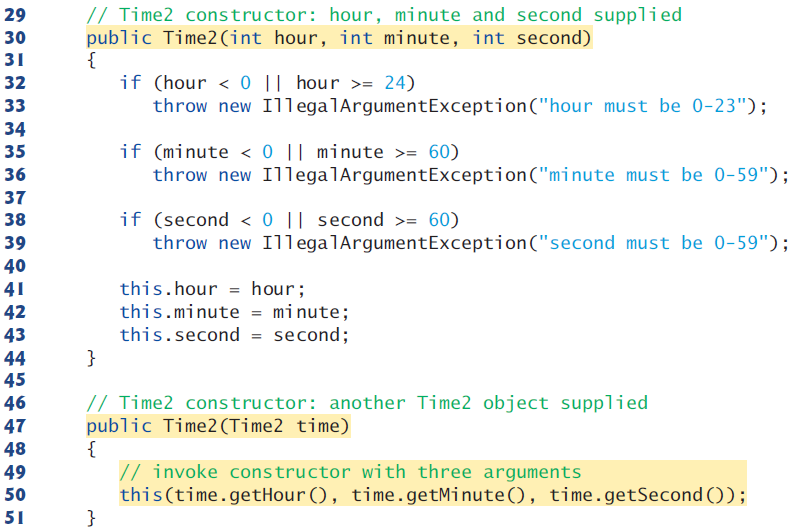 29 // Time2 constructor: hour, minute and second supplied
30 public Time2(int hour, int minute, int second)
31 {
32 if (hour < 0 || hour >= 24)
33 throw new IllegalArgumentException("hour must be 0-23");
34
35 if (minute < 0 || minute >= 60)
36 throw new IllegalArgumentException("minute must be 0-59");
37
38 if (second < 0 || second >= 60)
39 throw new IllegalArgumentException("second must be 0-59");
40
41 this.hour = hour;
42 this.minute = minute;
43 this.second = second;
44 }
45
46 // Time2 constructor: another Time2 object supplied
47 public Time2(Time2 time)
48 {
49 // invoke constructor with three arguments
50 this(time.getHour(), time.getMinute(), time.getSecond());
51 }